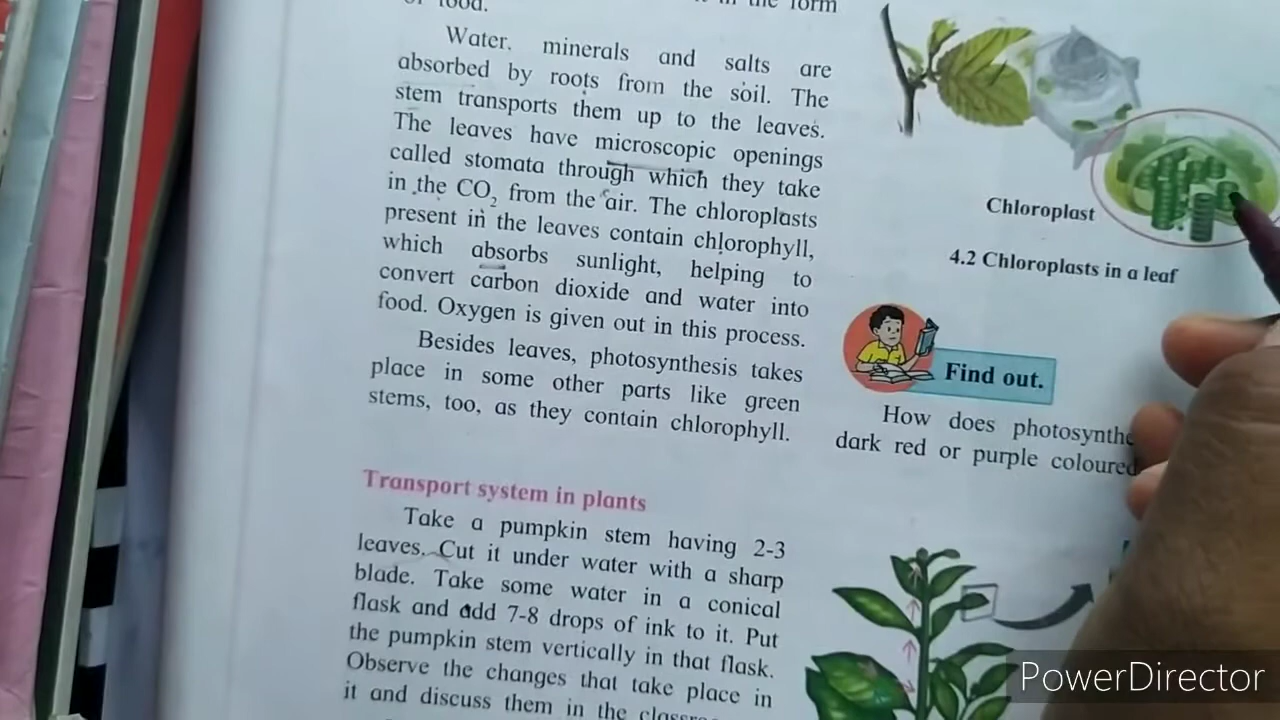 of food.
in the form
Water. minerals and salts are
absorbed by roots from the soil. The
stem transports them up to the leaves.
The leaves have microscopic openings
called stomata through which they take
in the CO₂ from the air. The chloroplasts
present in the leaves contain chlorophyll,
which absorbs sunlight, helping to
convert carbon dioxide and water into
food. Oxygen is given out in this process.
Besides leaves, photosynthesis takes
place in some other parts like green
stems, too, as they contain chlorophyll.
Transport system in plants
Take a pumpkin stem having 2-3
leaves. Cut it under water with a sharp
blade. Take some water in a conical
flask and add 7-8 drops of ink to it. Put
the pumpkin stem vertically in that flask.
Observe the changes that take place in
it and discuss them in the
Chloroplast
4.2 Chloroplasts in a leaf
Find out.
How does
dark red or purple coloured
PowerDirector